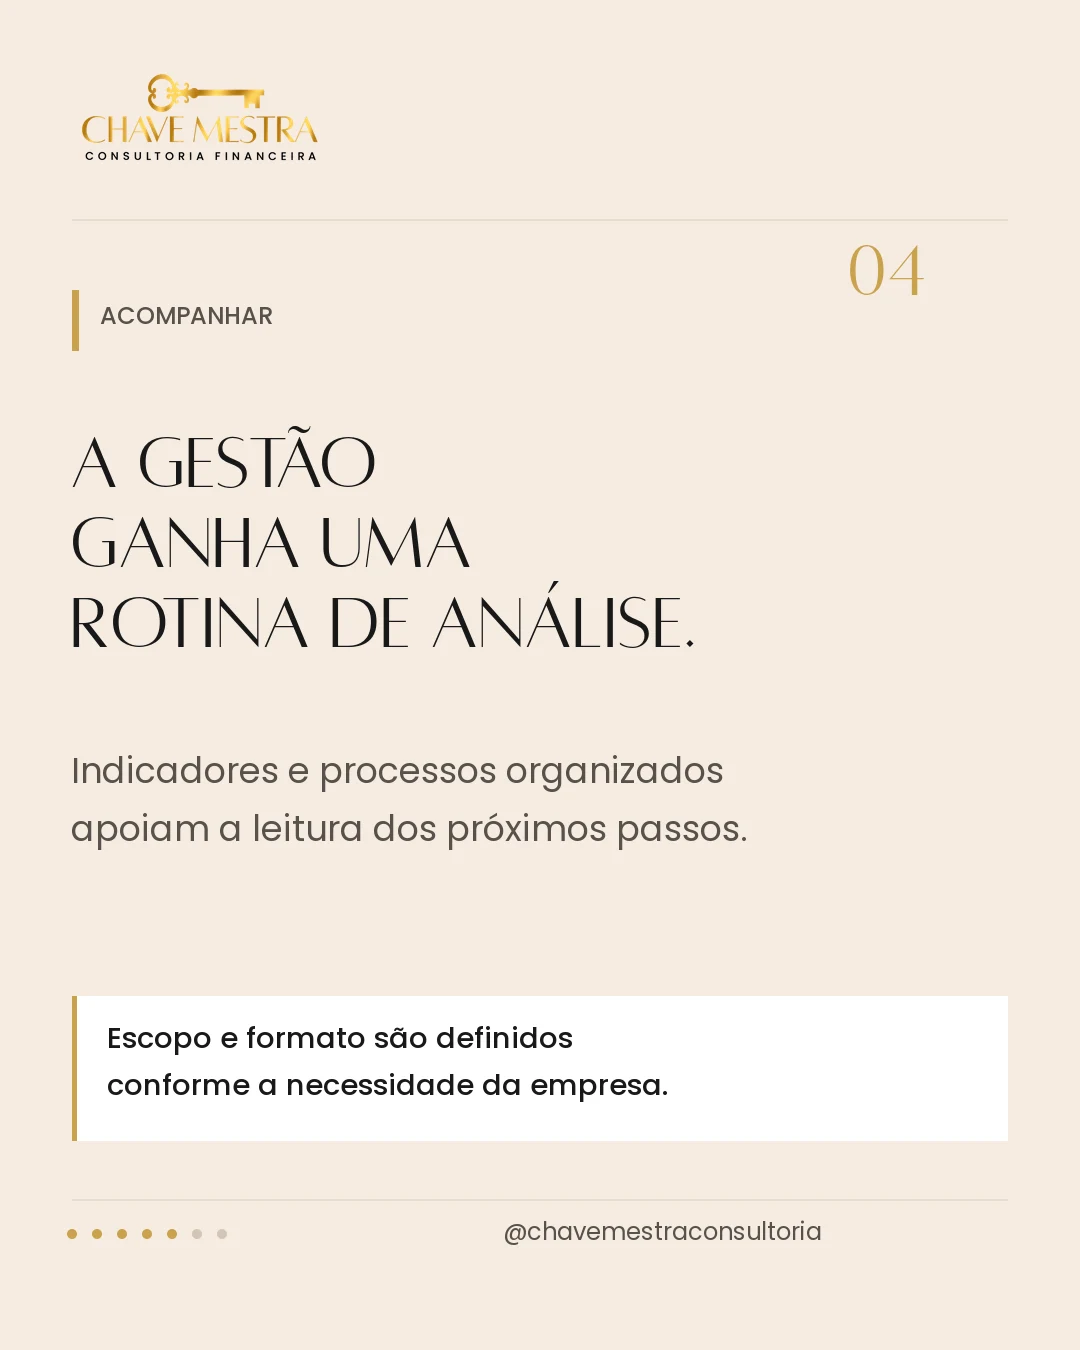 CHAVE MESTRA
CONSULTORIA FINANCEIRA
04
ACOMPANHAR
A GESTÃO
GANHA UMA
ROTINA DE ANÁLISE.
Indicadores e processos organizados
apoiam a leitura dos próximos passos.
Escopo e formato são definidos
conforme a necessidade da empresa.
@chavemestraconsultoria